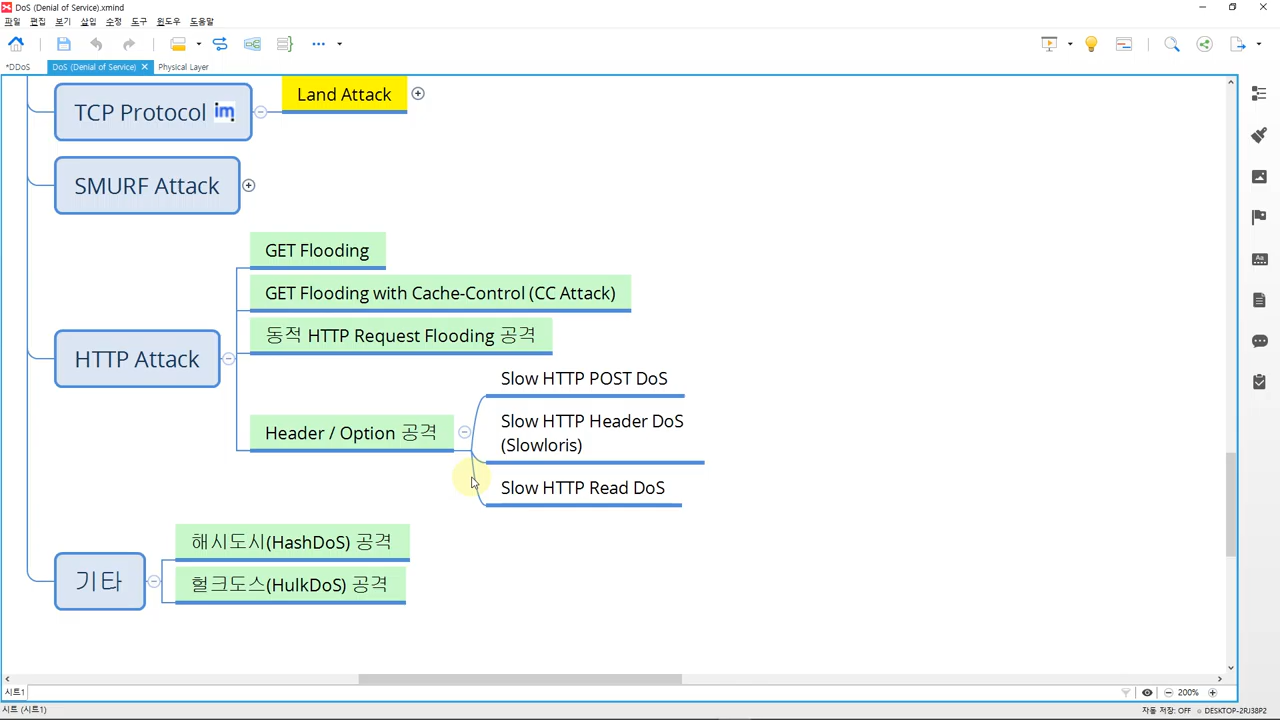 DoS (Denial of Service).xmind
파일 편집 보기 삽입 수정 도구 윈도우 도움말
*DDoS DoS (Denial of Service) Physical Layer
TCP Protocol im
Land Attack
SMURF Attack
GET Flooding
GET Flooding with Cache-Control (CC Attack)
동적 HTTP Request Flooding 공격
HTTP Attack
Slow HTTP POST DoS
Slow HTTP Header DoS
(Slowloris)
Header / Option 공격
Slow HTTP Read DoS
해시도시(HashDoS) 공격
기타
헐크도스(HulkDoS) 공격
Aa
시트1
200%
시트 (시트1)
자동 저장: OFF DESKTOP-2RJ38P2